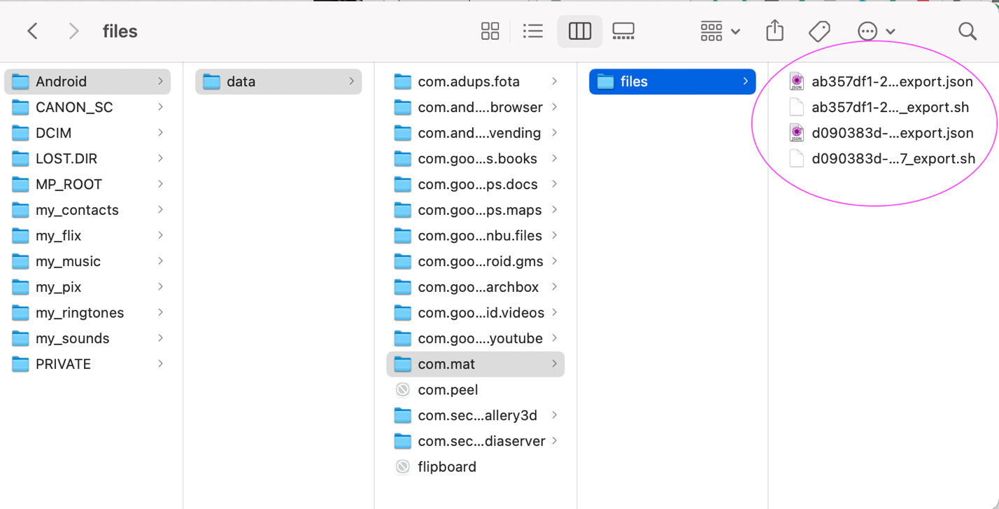 files
Android
CANON_SC
DCIM
LOST.DIR
MP_ROOT
my_contacts
my_flix
my_music
my_pix
my_ringtones
my_sounds
PRIVATE
data
com.adups.fota
com.and....browser
com.and....vending
com.goo...s.books
com.goo...ps.docs
com.goo...ps.maps
com.goo...nbu.files
com.goo...roid.gms
com.goo...archbox
com.goo...id.videos
com.goo....youtube
com.mat
com.peel
com.sec...allery3d
com.sec...diaserver
flipboard
files
JSON
ab357df1-2...export.json
ab357df1-2..._export.sh
JSON
d090383d-...export.json
d090383d-...7_export.sh